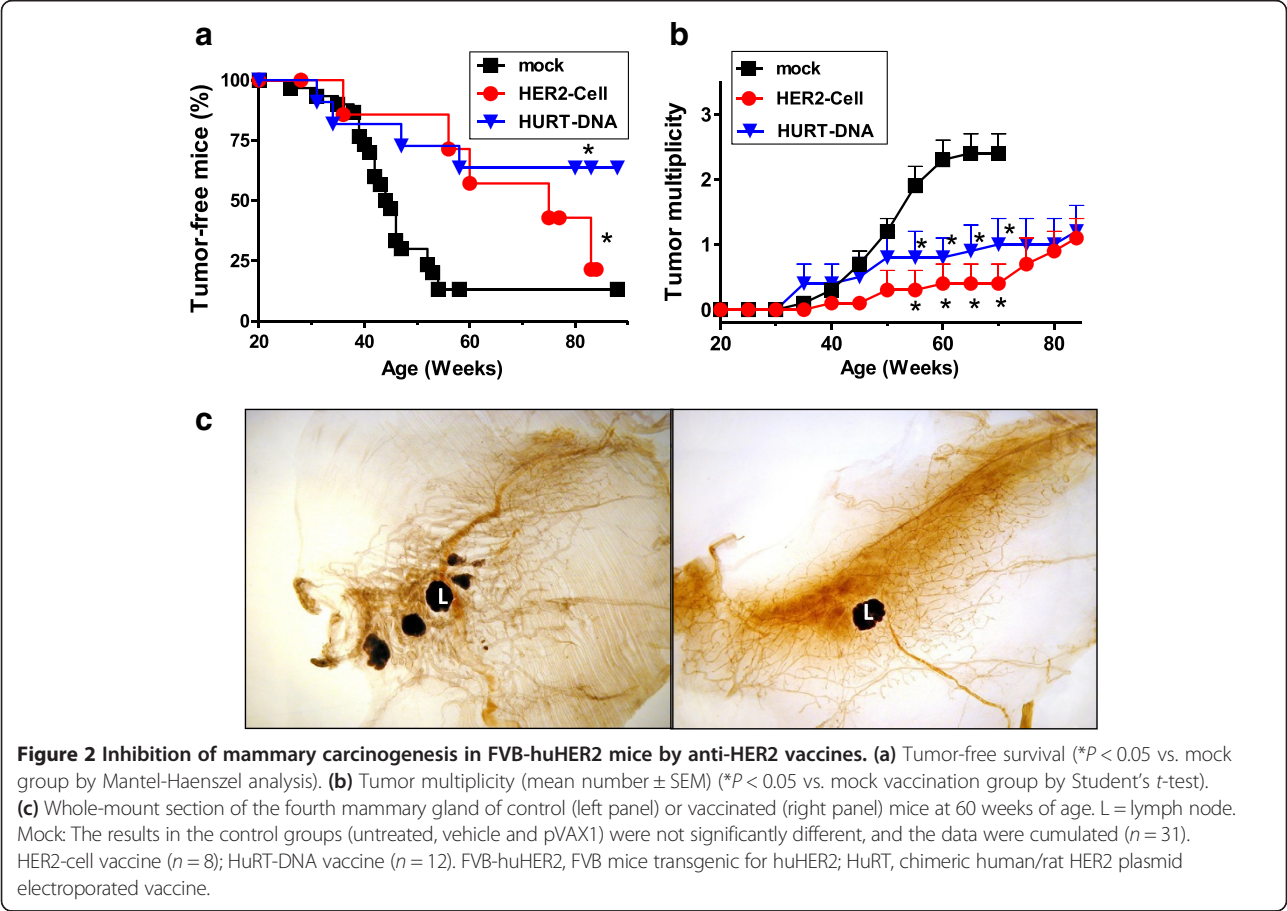 a
Tumor-free mice (%)
100
75
50
25
0
20
40
60
80
Age (Weeks)
mock
HER2-Cell
HURT-DNA
*
*
b
Tumor multiplicity
3
2
1
0
20
40
60
80
Age (Weeks)
mock
HER2-Cell
HURT-DNA
* * * *
* * * *
c
L
L
Figure 2 Inhibition of mammary carcinogenesis in FVB-huHER2 mice by anti-HER2 vaccines. (a) Tumor-free survival (*P < 0.05 vs. mock
group by Mantel-Haenszel analysis). (b) Tumor multiplicity (mean number ± SEM) (*P < 0.05 vs. mock vaccination group by Student's t-test).
(c) Whole-mount section of the fourth mammary gland of control (left panel) or vaccinated (right panel) mice at 60 weeks of age. L = lymph node.
Mock: The results in the control groups (untreated, vehicle and pVAX1) were not significantly different, and the data were cumulated (n = 31).
HER2-cell vaccine (n = 8); HuRT-DNA vaccine (n = 12). FVB-huHER2, FVB mice transgenic for huHER2; HuRT, chimeric human/rat HER2 plasmid
electroporated vaccine.